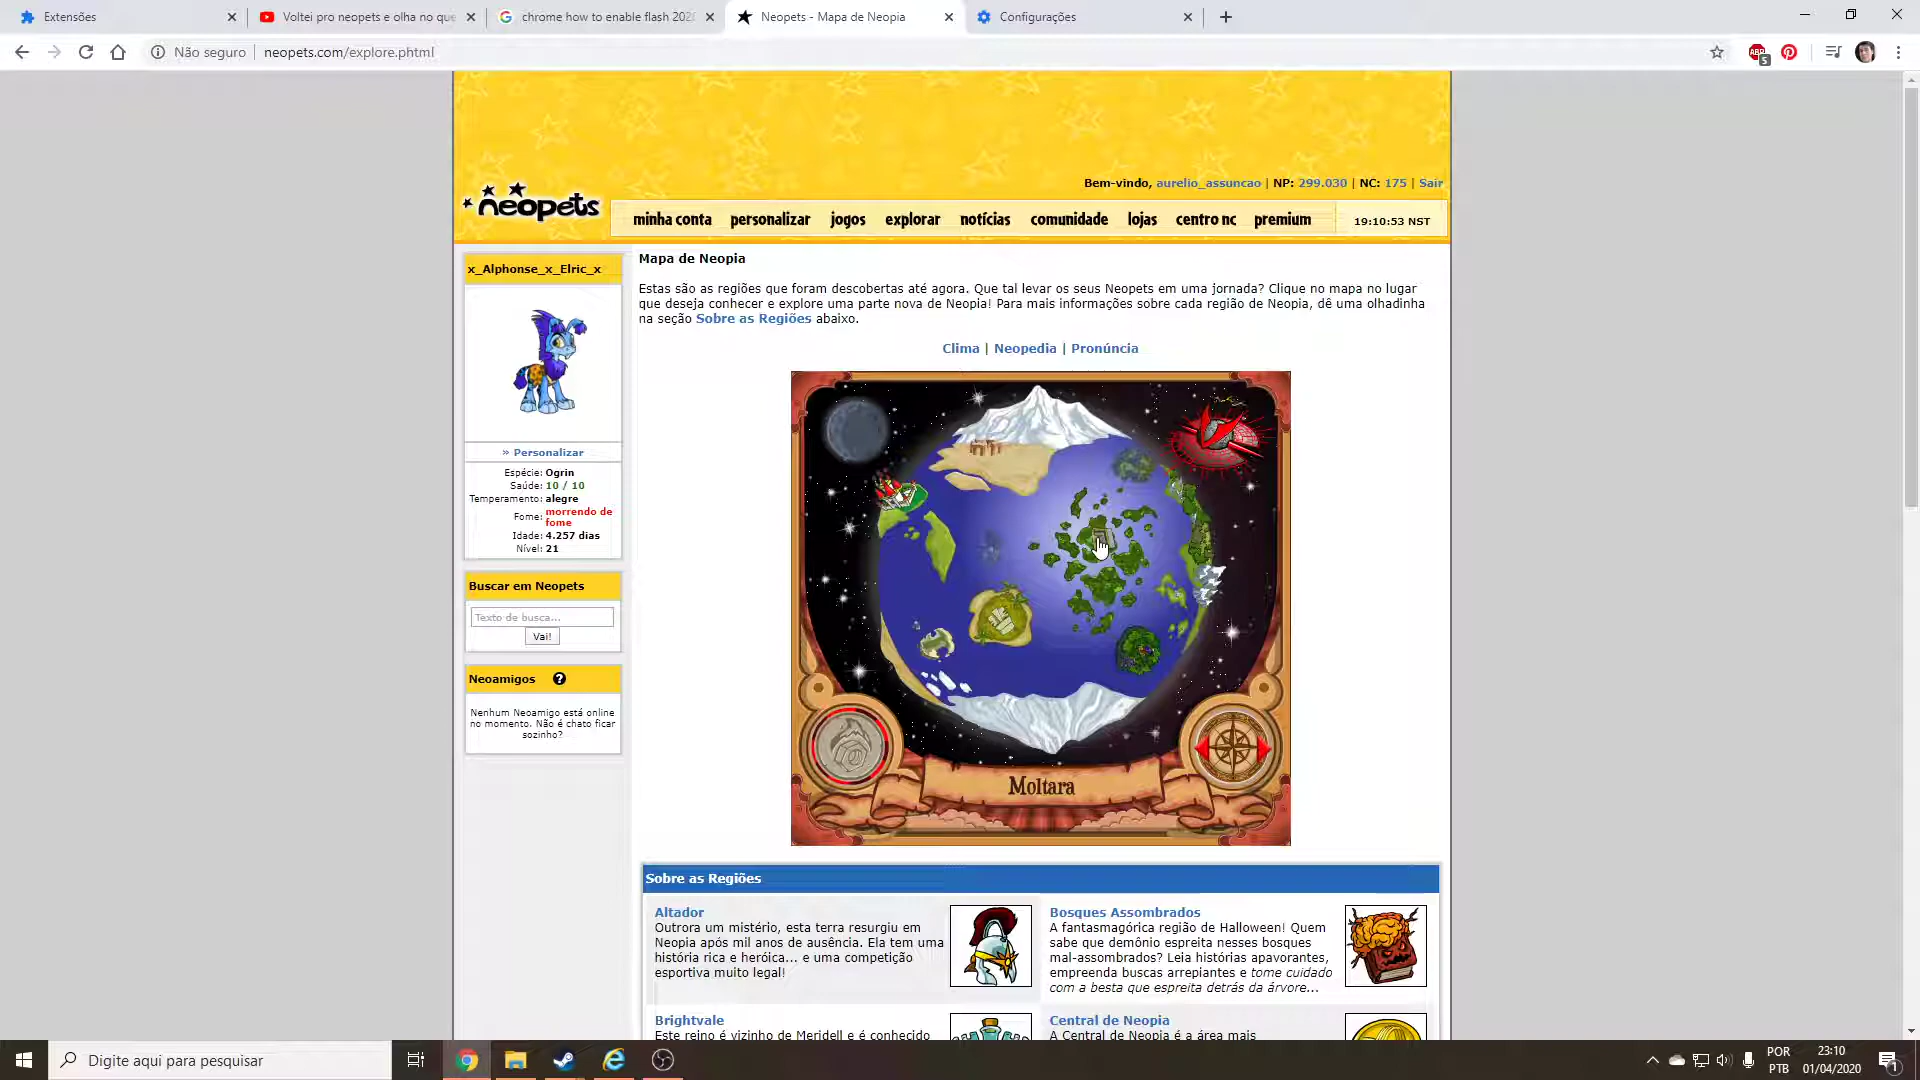 Extensões
Voltei pro neopets e olha no que
chrome how to enable flash 2020
Neopets - Mapa de Neopia
Configurações
Não seguro
neopets.com/explore.phtml
ABP
5
Bem-vindo, aurelio_assuncao | NP: 299.030 | NC: 175 | Sair
neopets
minha conta
personalizar
jogos
explorar
notícias
comunidade
lojas
centro nc
premium
19:10:53 NST
x_Alphonse_x_Elric_x
» Personalizar
Espécie: Ogrin
Saúde: 10 / 10
Temperamento: alegre
Fome: morrendo de
fome
Idade: 4.257 dias
Nível: 21
Buscar em Neopets
Texto de busca...
Vai!
Neoamigos ?
Nenhum Neoamigo está online
no momento. Não é chato ficar
sozinho?
Mapa de Neopia
Estas são as regiões que foram descobertas até agora. Que tal levar os seus Neopets em uma jornada? Clique no mapa no lugar
que deseja conhecer e explore uma parte nova de Neopia! Para mais informações sobre cada região de Neopia, dê uma olhadinha
na seção Sobre as Regiões abaixo.
Clima | Neopedia | Pronúncia
Moltara
Sobre as Regiões
Altador
Outrora um mistério, esta terra resurgiu em
Neopia após mil anos de ausência. Ela tem uma
história rica e heróica... e uma competição
esportiva muito legal!
Bosques Assombrados
A fantasmagórica região de Halloween! Quem
sabe que demônio espreita nesses bosques
mal-assombrados? Leia histórias apavorantes,
empreenda buscas arrepiantes e tome cuidado
com a besta que espreita detrás da árvore...
Brightvale
Este reino é vizinho de Meridell e é conhecido
Central de Neopia
A Central de Neopia é a área mais
Digite aqui para pesquisar
POR
PTB
23:10
01/04/2020
1